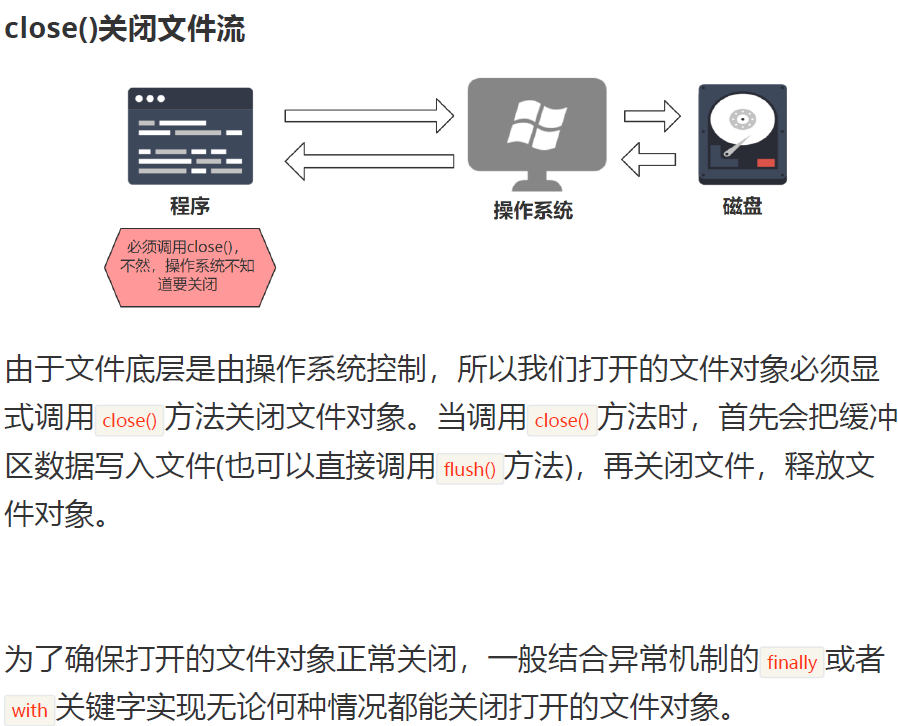 close()关闭文件流
程序
操作系统
磁盘
必须调用close()，
不然，操作系统不知
道要关闭
由于文件底层是由操作系统控制，所以我们打开的文件对象必须显
式调用close()方法关闭文件对象。当调用close()方法时，首先会把缓冲
区数据写入文件(也可以直接调用flush()方法)，再关闭文件，释放文
件对象。
为了确保打开的文件对象正常关闭，一般结合异常机制的finally或者
with关键字实现无论何种情况都能关闭打开的文件对象。